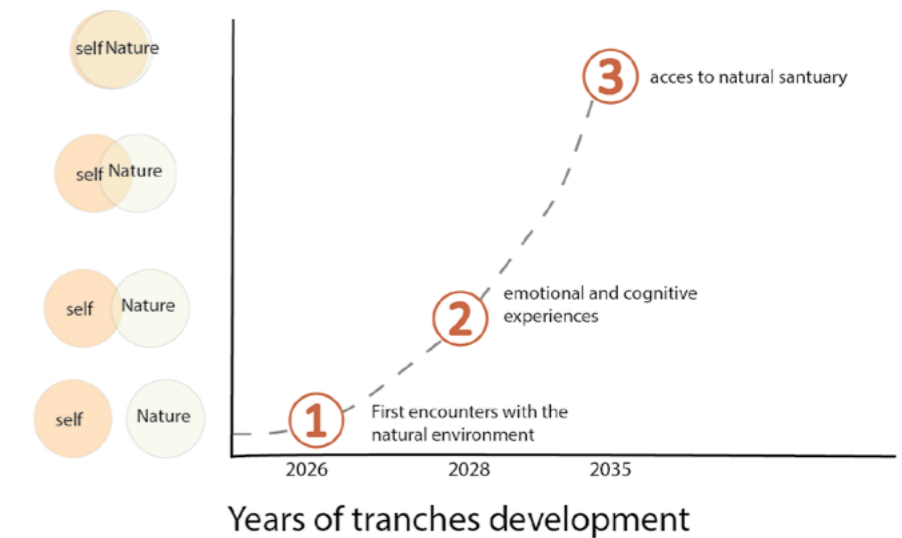 self Nature
3 acces to natural santuary
self Nature
self Nature
2 emotional and cognitive
experiences
self Nature
1 First encounters with the
natural environment
2026 2028 2035
Years of tranches development